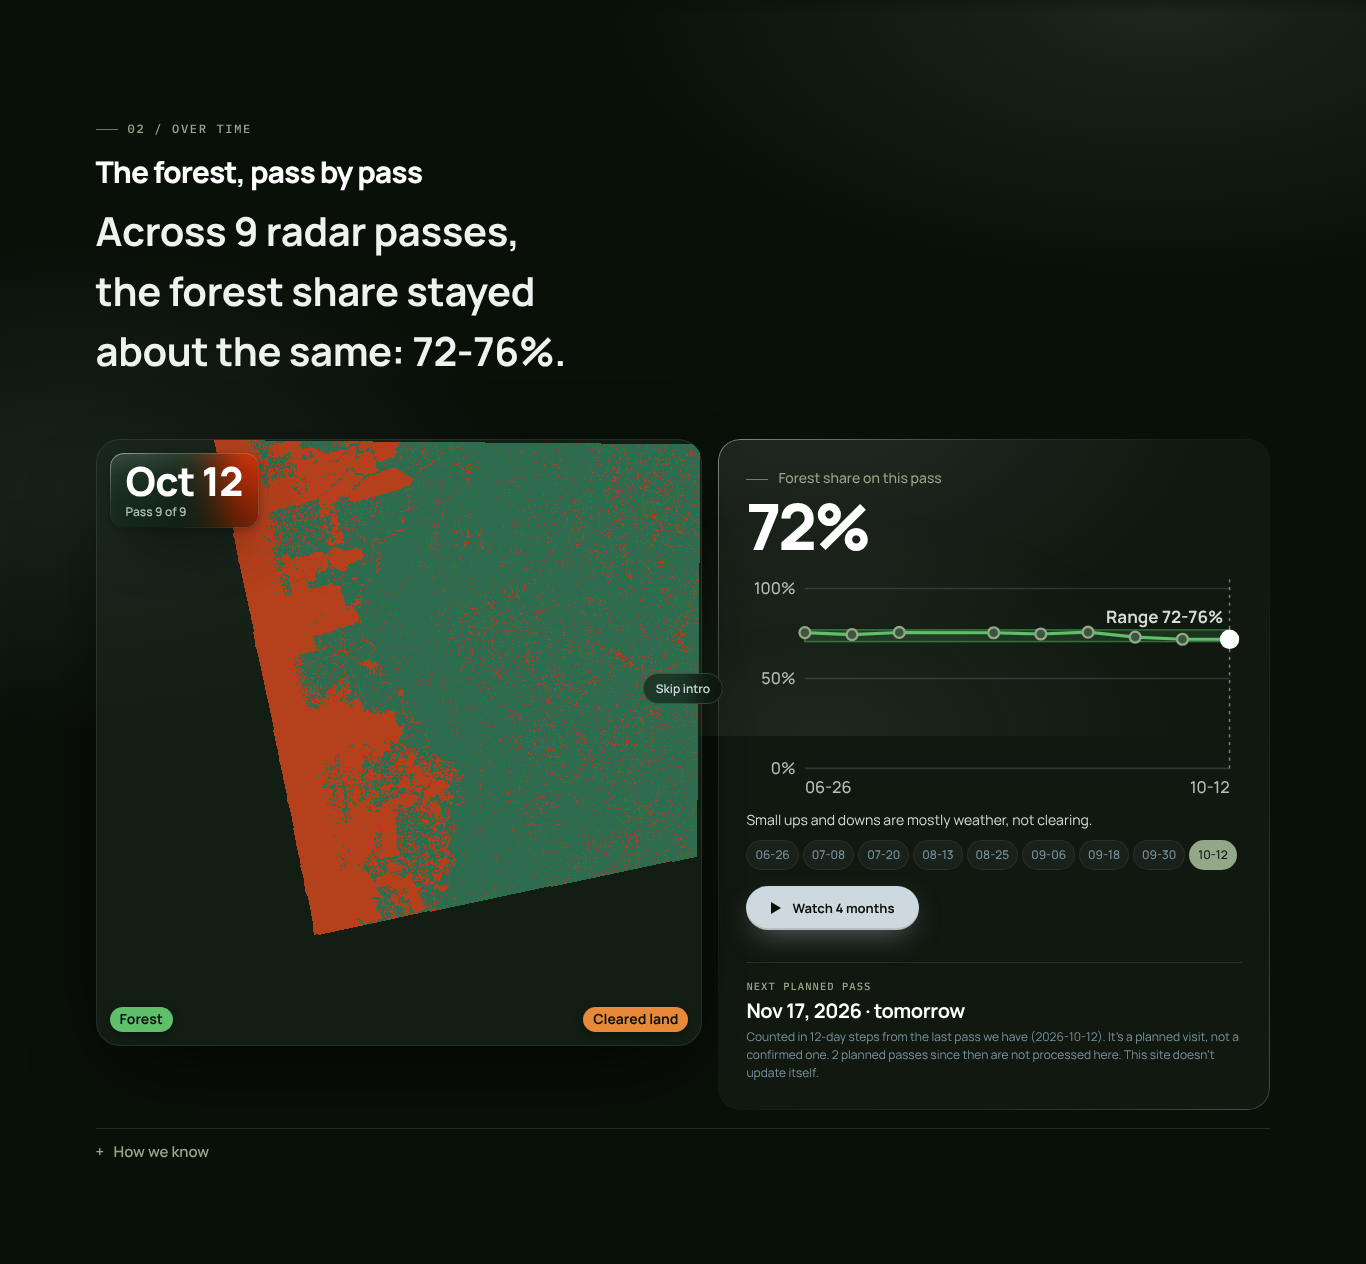 02 / OVER TIME
The forest, pass by pass
Across 9 radar passes,
the forest share stayed
about the same: 72-76%.
Oct 12
Pass 9 of 9
Forest
Cleared land
Skip intro
Forest share on this pass
72%
100%
Range 72-76%
50%
0%
06-26
10-12
Small ups and downs are mostly weather, not clearing.
06-26 07-08 07-20 08-13 08-25 09-06 09-18 09-30 10-12
Watch 4 months
NEXT PLANNED PASS
Nov 17, 2026 · tomorrow
Counted in 12-day steps from the last pass we have (2026-10-12). It's a planned visit, not a
confirmed one. 2 planned passes since then are not processed here. This site doesn't
update itself.
+ How we know